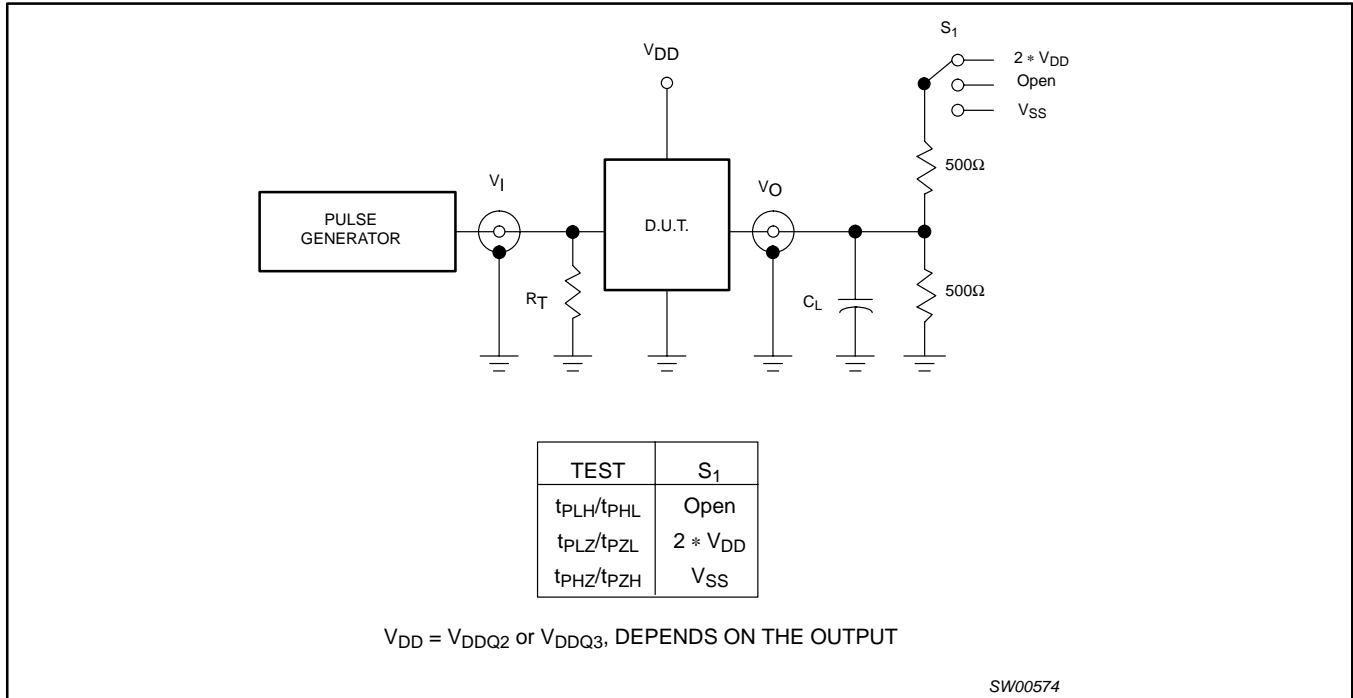 S1
VDD
2 * VDD
Open
VSS
500Ω
VI
VO
PULSE
GENERATOR
D.U.T.
RT
CL
500Ω
TEST S1
tPLH/tPHL Open
tPLZ/tPZL 2 * VDD
tPHZ/tPZH VSS
VDD = VDDQ2 or VDDQ3, DEPENDS ON THE OUTPUT
SW00574